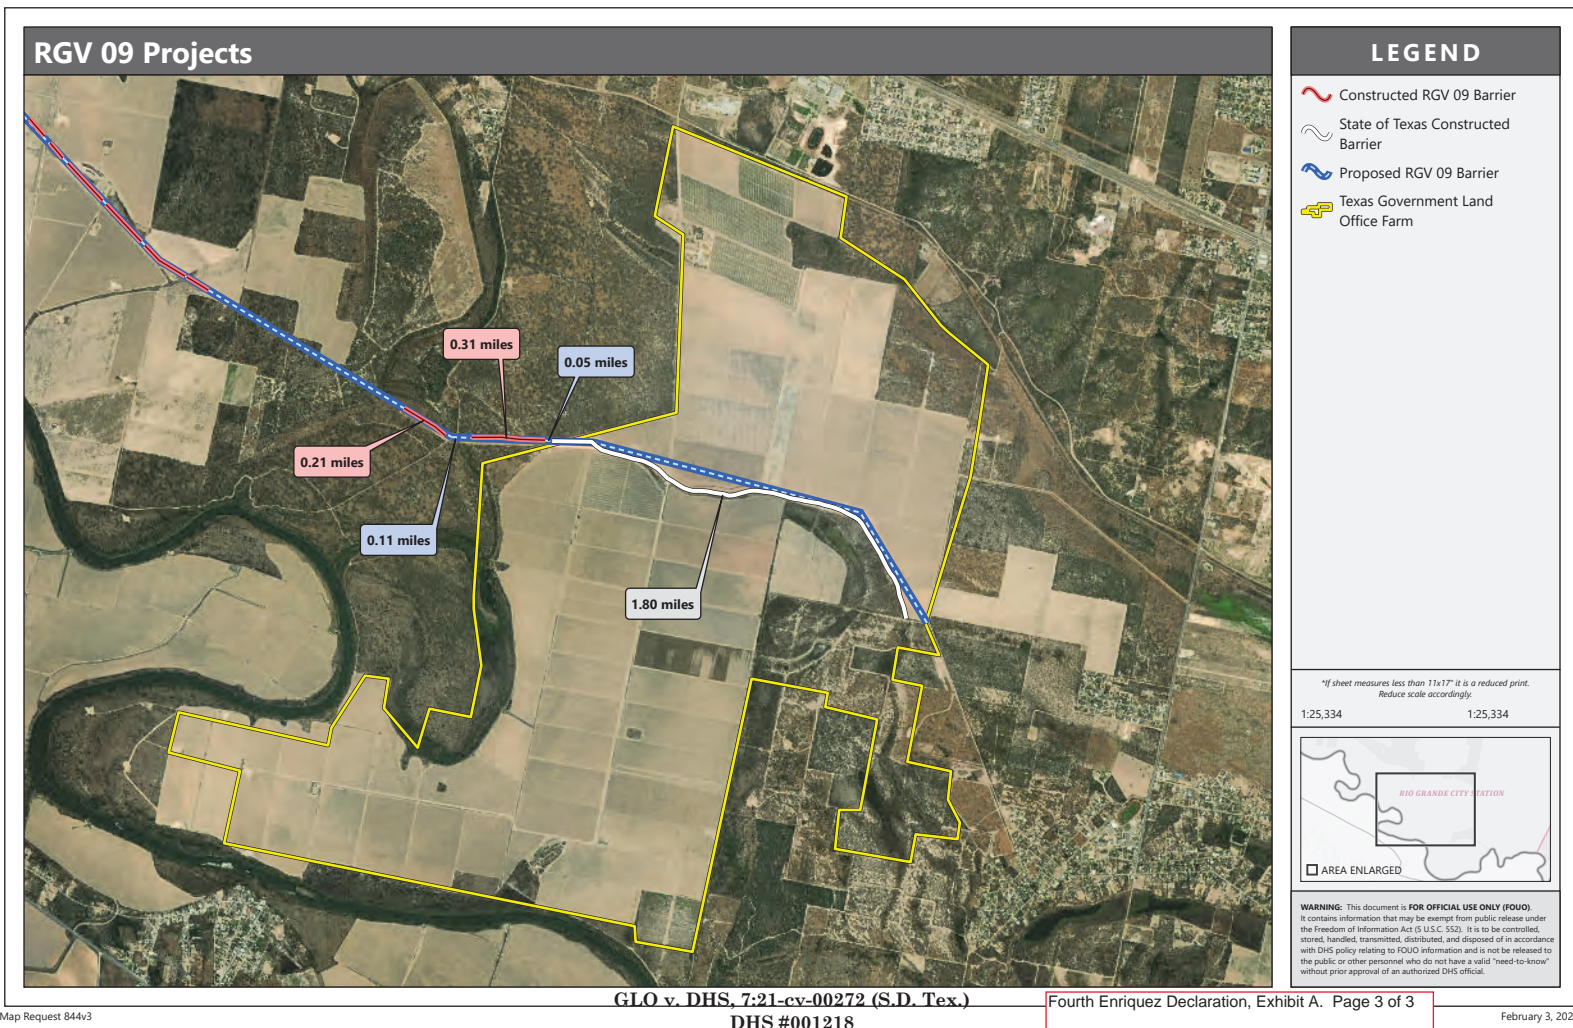 RGV 09 Projects
0.31 miles
0.05 miles
0.21 miles
0.11 miles
1.80 miles
LEGEND
Constructed RGV 09 Barrier
State of Texas Constructed
Barrier
Proposed RGV 09 Barrier
Texas Government Land
Office Farm
*If sheet measures less than 11x17" it is a reduced print.
Reduce scale accordingly.
1:25,334 1:25,334
RIO GRANDE CITY STATION
AREA ENLARGED
WARNING: This document is FOR OFFICIAL USE ONLY (FOUO).
It contains information that may be exempt from public release under
the Freedom of Information Act (5 U.S.C. 552). It is to be controlled,
stored, handled, transmitted, distributed, and disposed of in accordance
with DHS policy relating to FOUO information and is not be released to
the public or other personnel who do not have a valid "need-to-know"
without prior approval of an authorized DHS official.
GLO v. DHS, 7:21-cv-00272 (S.D. Tex.)
DHS #001218
Fourth Enriquez Declaration, Exhibit A. Page 3 of 3
Map Request 844v3
February 3, 202